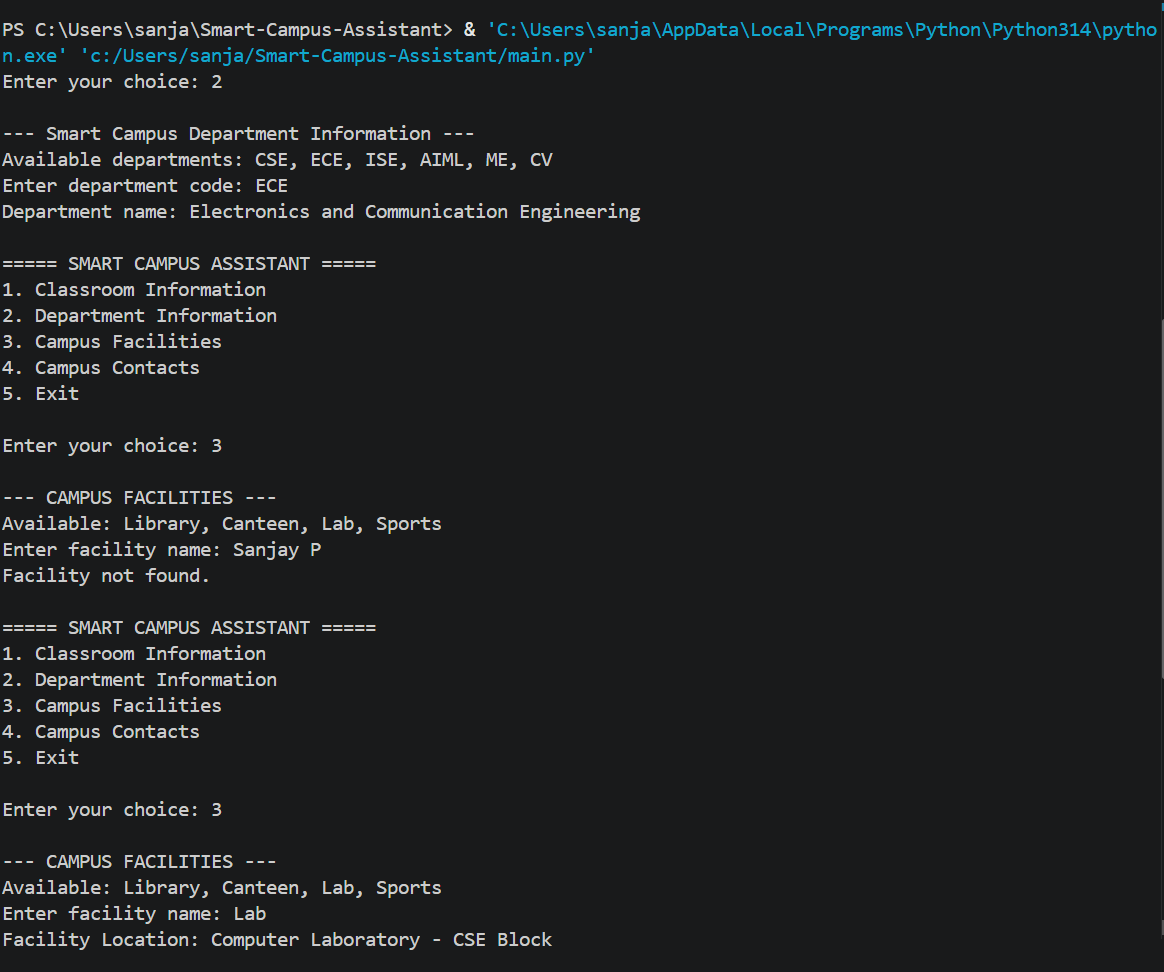 PS C:\Users\sanja\Smart-Campus-Assistant> & 'C:\Users\sanja\AppData\Local\Programs\Python\Python314\pytho
n.exe' 'c:/Users/sanja/Smart-Campus-Assistant/main.py'
Enter your choice: 2
--- Smart Campus Department Information ---
Available departments: CSE, ECE, ISE, AIML, ME, CV
Enter department code: ECE
Department name: Electronics and Communication Engineering
===== SMART CAMPUS ASSISTANT =====
1. Classroom Information
2. Department Information
3. Campus Facilities
4. Campus Contacts
5. Exit
Enter your choice: 3
--- CAMPUS FACILITIES ---
Available: Library, Canteen, Lab, Sports
Enter facility name: Sanjay P
Facility not found.
===== SMART CAMPUS ASSISTANT =====
1. Classroom Information
2. Department Information
3. Campus Facilities
4. Campus Contacts
5. Exit
Enter your choice: 3
--- CAMPUS FACILITIES ---
Available: Library, Canteen, Lab, Sports
Enter facility name: Lab
Facility Location: Computer Laboratory - CSE Block